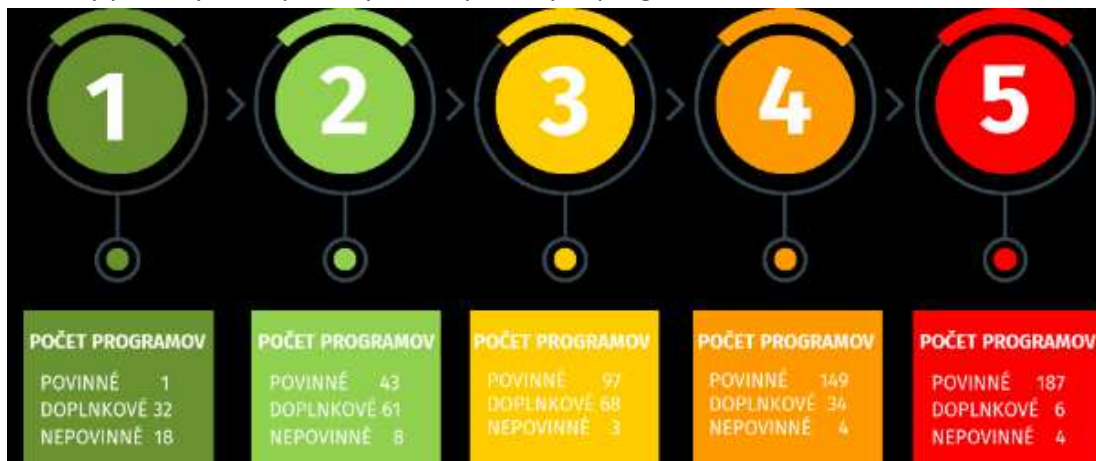 1
2
3
4
5
POČET PROGRAMOV
POVINNÉ 1
DOPLNKOVÉ 32
NEPOVINNÉ 18
POČET PROGRAMOV
POVINNÉ 43
DOPLNKOVÉ 61
NEPOVINNÉ 8
POČET PROGRAMOV
POVINNÉ 97
DOPLNKOVÉ 68
NEPOVINNÉ 3
POČET PROGRAMOV
POVINNÉ 149
DOPLNKOVÉ 34
NEPOVINNÉ 4
POČET PROGRAMOV
POVINNÉ 187
DOPLNKOVÉ 6
NEPOVINNÉ 4